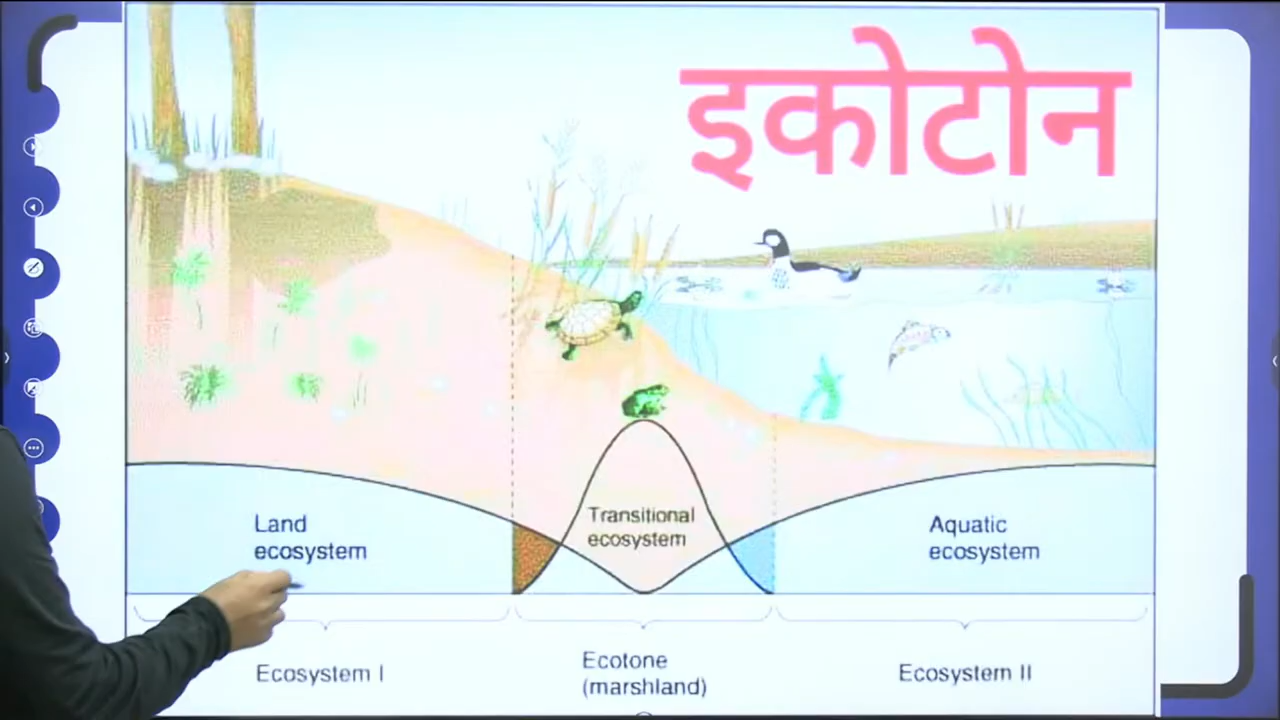 इकोटोन
Land
ecosystem
Transitional
ecosystem
Aquatic
ecosystem
Ecosystem I
Ecotone
(marshland)
Ecosystem II